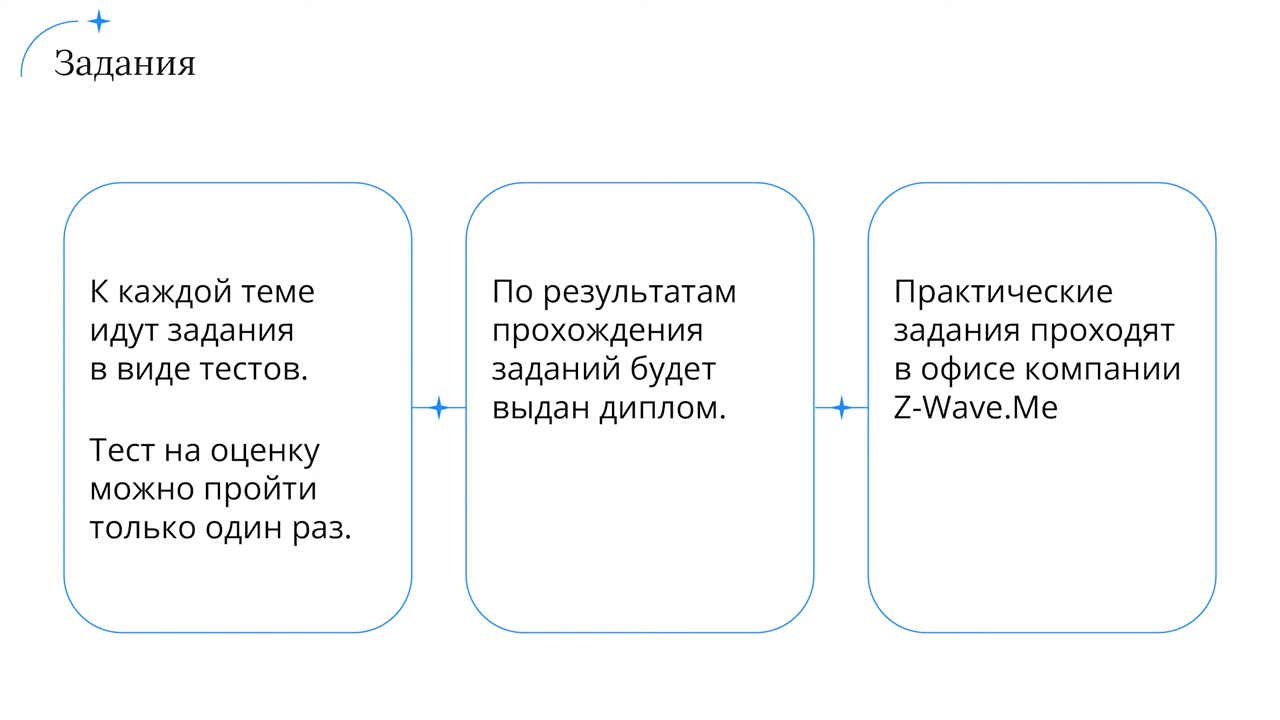 Задания
К каждой теме
идут задания
в виде тестов.
Тест на оценку
можно пройти
только один раз.
По результатам
прохождения
заданий будет
выдан диплом.
Практические
задания проходят
в офисе компании
Z-Wave.Me